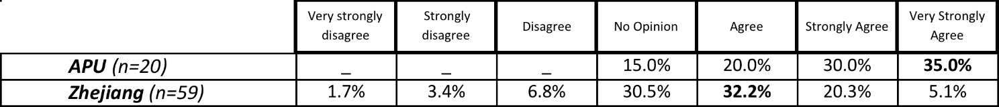 Very strongly disagree Strongly disagree Disagree No Opinion Agree Strongly Agree Very Strongly Agree
APU (n=20) _ _ _ 15.0% 20.0% 30.0% 35.0%
Zhejiang (n=59) 1.7% 3.4% 6.8% 30.5% 32.2% 20.3% 5.1%